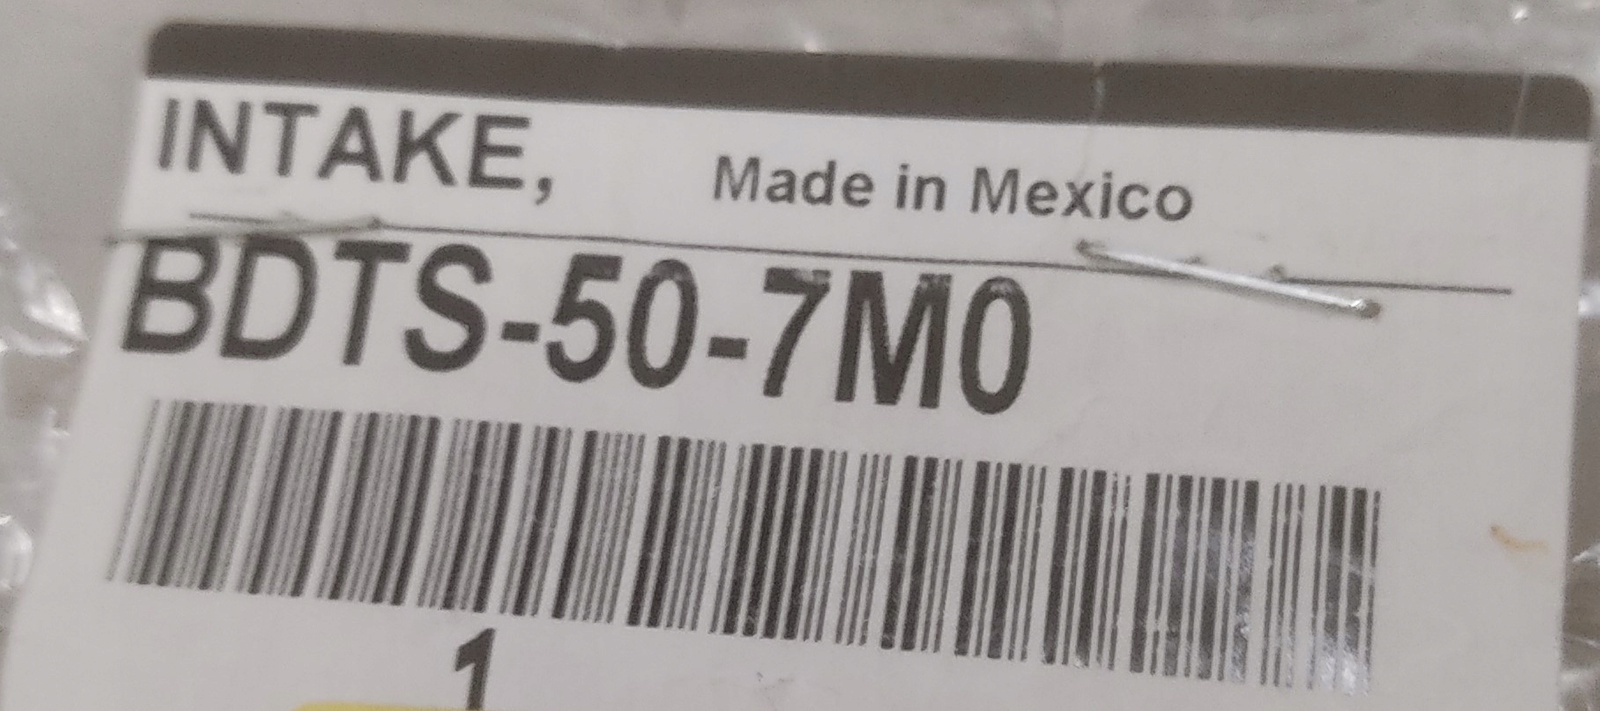 INTAKE, Made in Mexico
BDTS-50-7M0
1